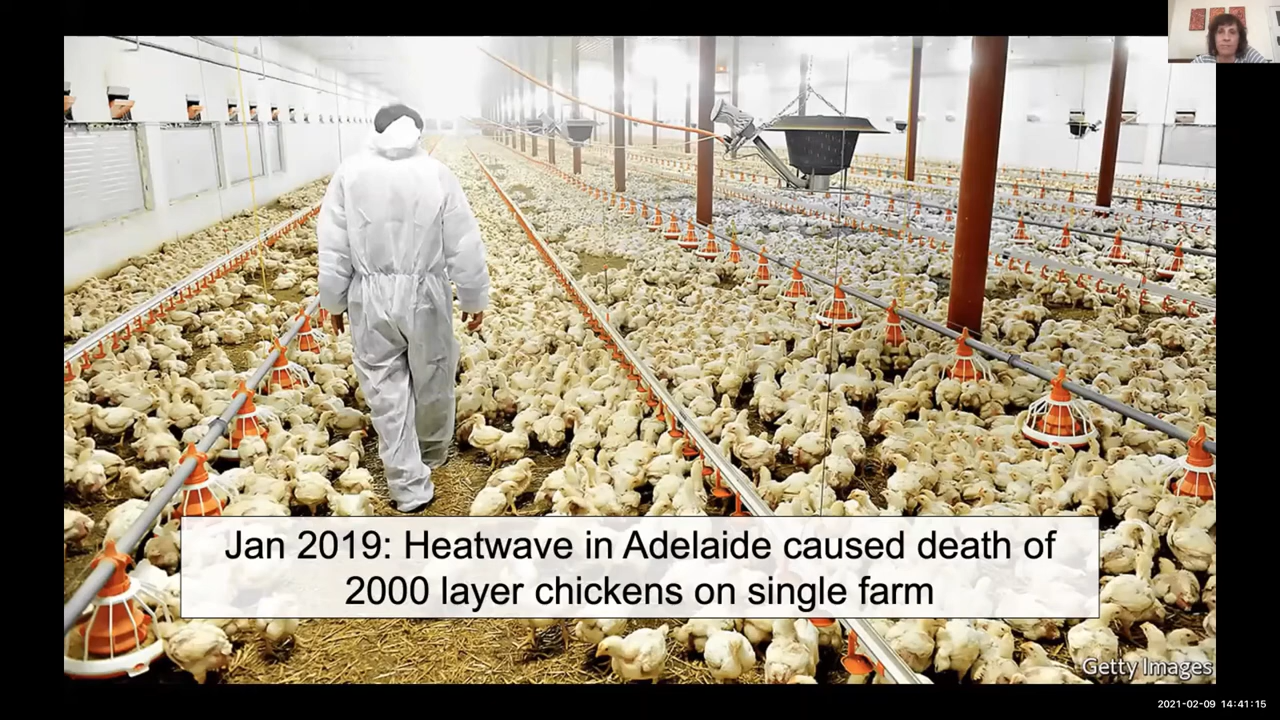 Jan 2019: Heatwave in Adelaide caused death of
2000 layer chickens on single farm
Getty Images
2021-02-09 14:41:15